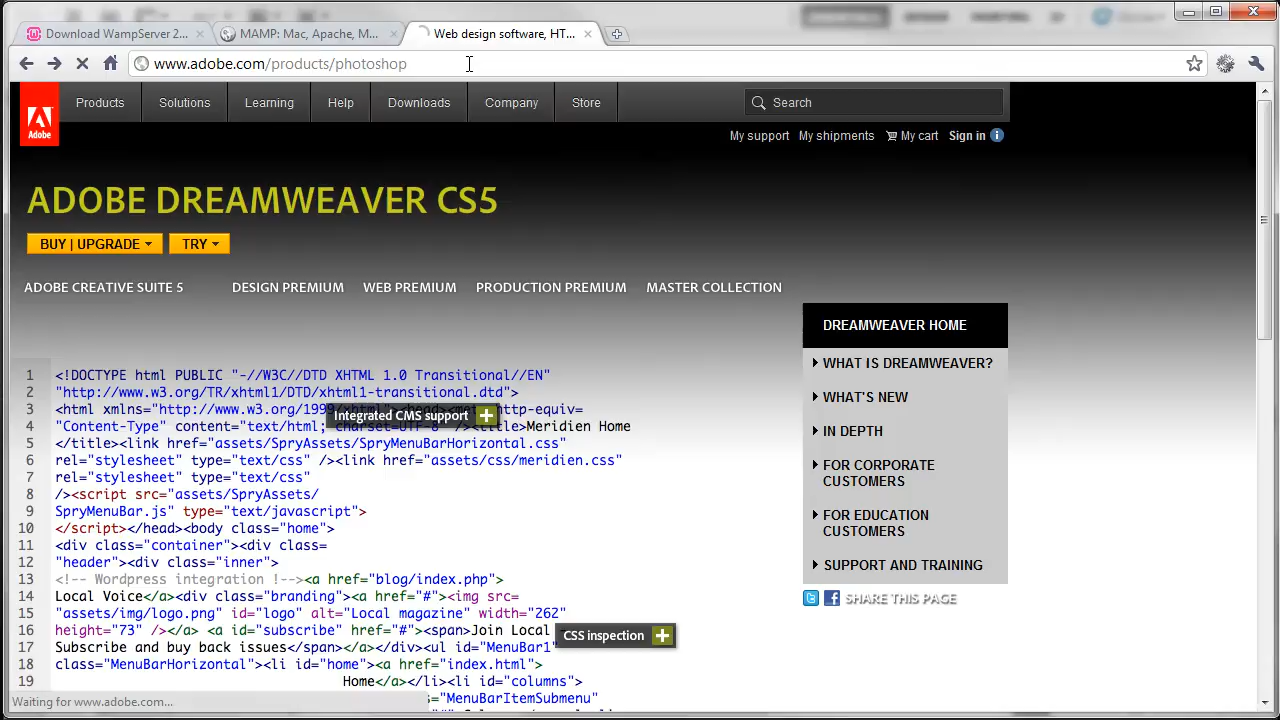 Download WampServer 2...
MAMP: Mac, Apache, M...
Web design software, HT...
www.adobe.com/products/photoshop
Adobe
Products
Solutions
Learning
Help
Downloads
Company
Store
Search
My support
My shipments
My cart
Sign in
ADOBE DREAMWEAVER CS5
BUY | UPGRADE
TRY
ADOBE CREATIVE SUITE 5
DESIGN PREMIUM
WEB PREMIUM
PRODUCTION PREMIUM
MASTER COLLECTION
DREAMWEAVER HOME
WHAT IS DREAMWEAVER?
WHAT'S NEW
IN DEPTH
FOR CORPORATE
CUSTOMERS
FOR EDUCATION
CUSTOMERS
SUPPORT AND TRAINING
SHARE THIS PAGE
1 <!DOCTYPE html PUBLIC "-//W3C//DTD XHTML 1.0 Transitional//EN"
2 "http://www.w3.org/TR/xhtml1/DTD/xhtml1-transitional.dtd">
3 <html xmlns="http://www.w3.org/1999/xhtml"><head><meta http-equiv=
Integrated CMS support
4 "Content-Type" content="text/html; charset=UTF-8" /><title>Meridien Home
5 </title><link href="assets/SpryAssets/SpryMenuBarHorizontal.css"
6 rel="stylesheet" type="text/css" /><link href="assets/css/meridien.css"
7 rel="stylesheet" type="text/css"
8 /><script src="assets/SpryAssets/
9 SpryMenuBar.js" type="text/javascript">
10 </script></head><body class="home">
11 <div class="container"><div class=
12 "header"><div class="inner">
13 <!-- Wordpress integration !--><a href="blog/index.php">
14 Local Voice</a><div class="branding"><a href="#"><img src=
15 "assets/img/logo.png" id="logo" alt="Local magazine" width="262"
16 height="73" /></a> <a id="subscribe" href="#"><span>Join Local
CSS inspection
17 Subscribe and buy back issues</span></a></div><ul id="MenuBar1"
18 class="MenuBarHorizontal"><li id="home"><a href="index.html">
19 Home</a></li><li id="columns">
="MenuBarItemSubmenu"
Waiting for www.adobe.com...